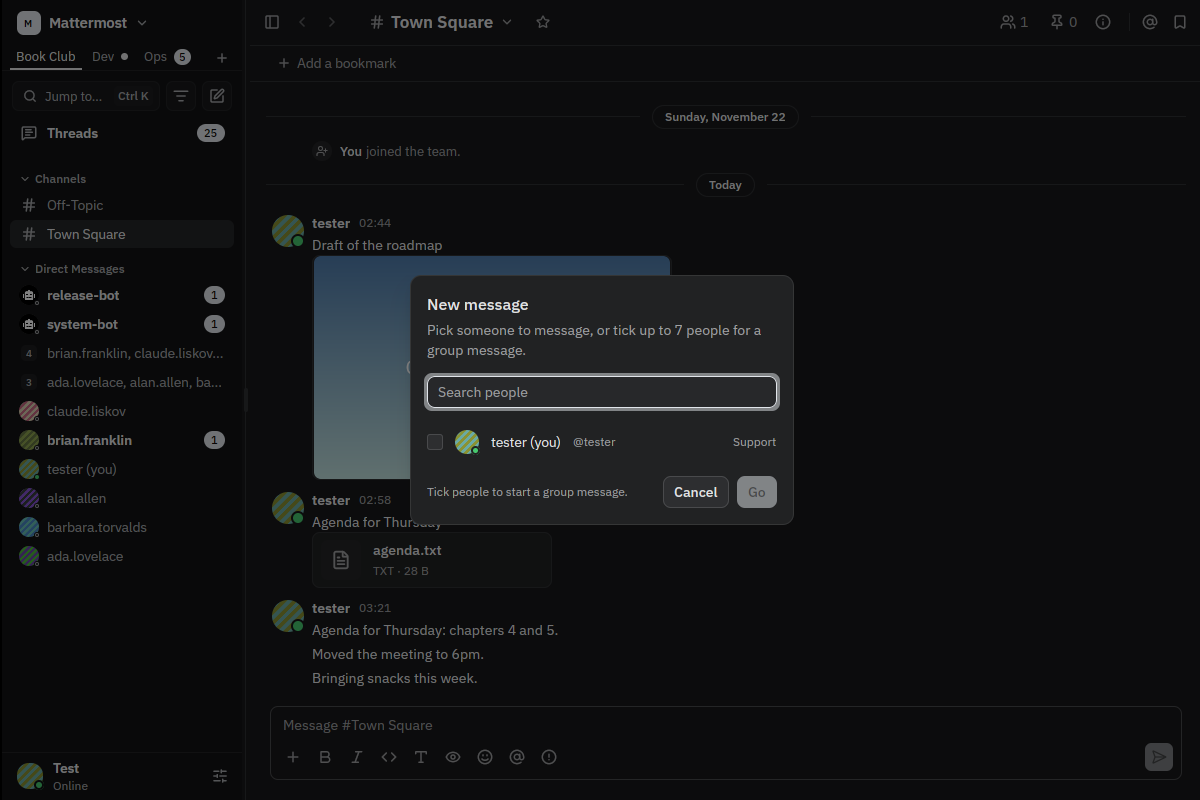 M Mattermost
Book Club Dev Ops 5
Jump to... Ctrl K
Threads 25
Channels
Off-Topic
Town Square
Direct Messages
release-bot 1
system-bot 1
4 brian.franklin, claude.liskov...
3 ada.lovelace, alan.allen, ba...
claude.liskov
brian.franklin 1
tester (you)
alan.allen
barbara.torvalds
ada.lovelace
Test
Online
Town Square
1
0
Add a bookmark
Sunday, November 22
You joined the team.
Today
tester 02:44
Draft of the roadmap
New message
Pick someone to message, or tick up to 7 people for a
group message.
Search people
tester (you) @tester Support
Tick people to start a group message. Cancel Go
tester 02:58
Agenda for Thursday
agenda.txt
TXT · 28 B
tester 03:21
Agenda for Thursday: chapters 4 and 5.
Moved the meeting to 6pm.
Bringing snacks this week.
Message #Town Square